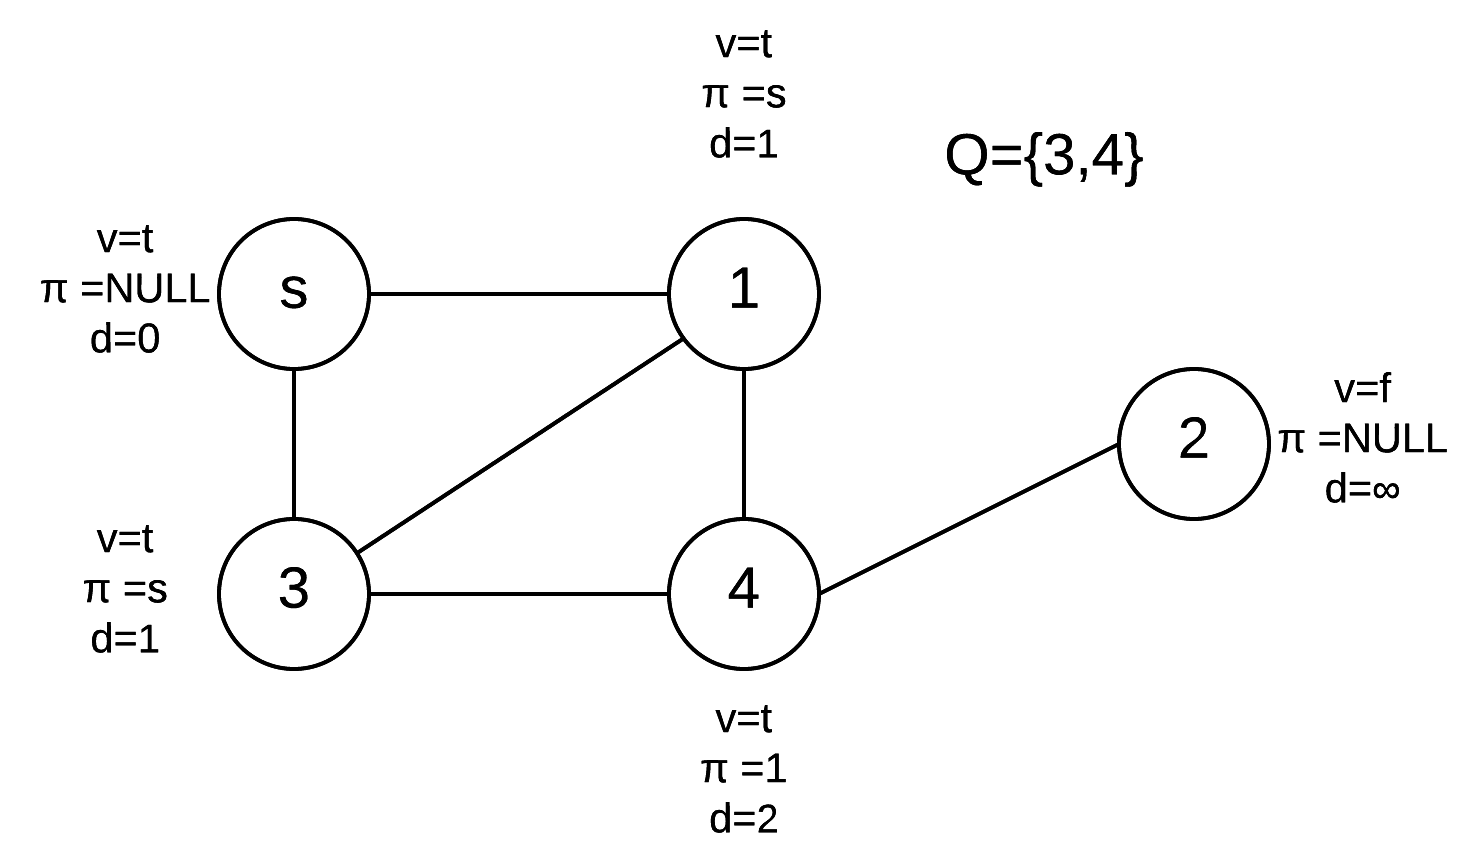 v=t
π =s
d=1
Q={3,4}
v=t
π =NULL
d=0
s
1
v=f
π =NULL
d=∞
2
v=t
π =s
d=1
3
4
v=t
π =1
d=2